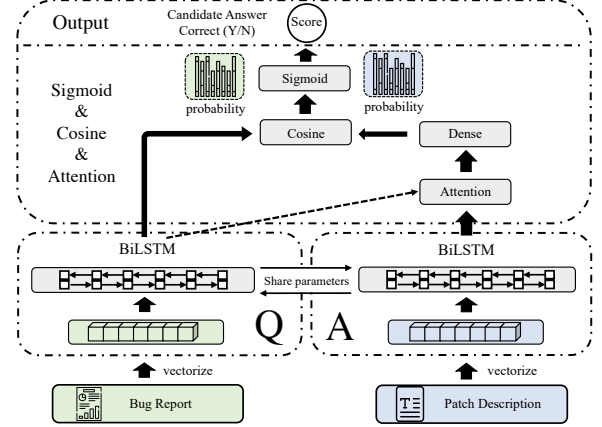 Output
Candidate Answer
Correct (Y/N)
Score
Sigmoid
&
Cosine
&
Attention
Sigmoid
probability
probability
Cosine
Dense
Attention
BiLSTM
BiLSTM
Share parameters
Q
A
vectorize
vectorize
Bug Report
T
Patch Description